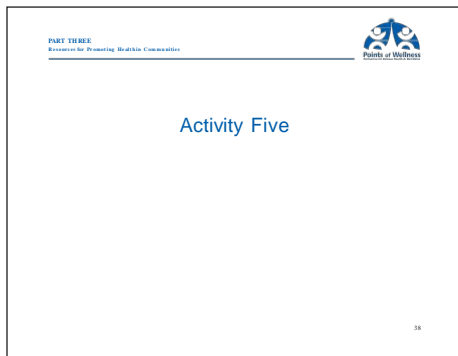 PART THREE
Resources for Promoting Healthin Communities
Points of Wellness
Activity Five
38